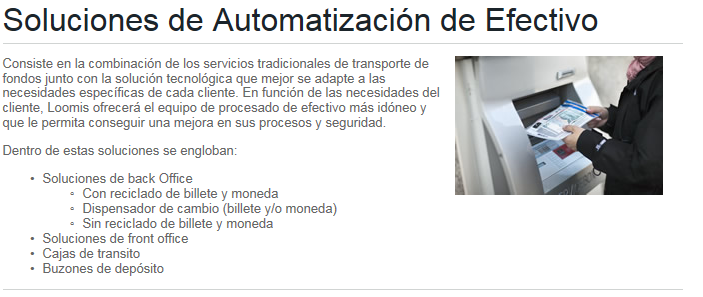 Soluciones de Automatización de Efectivo
Consiste en la combinación de los servicios tradicionales de transporte de
fondos junto con la solución tecnológica que mejor se adapte a las
necesidades específicas de cada cliente. En función de las necesidades del
cliente, Loomis ofrecerá el equipo de procesado de efectivo más idóneo y
que le permita conseguir una mejora en sus procesos y seguridad.
Dentro de estas soluciones se engloban:
• Soluciones de back Office
◦ Con reciclado de billete y moneda
◦ Dispensador de cambio (billete y/o moneda)
◦ Sin reciclado de billete y moneda
• Soluciones de front office
• Cajas de transito
• Buzones de depósito